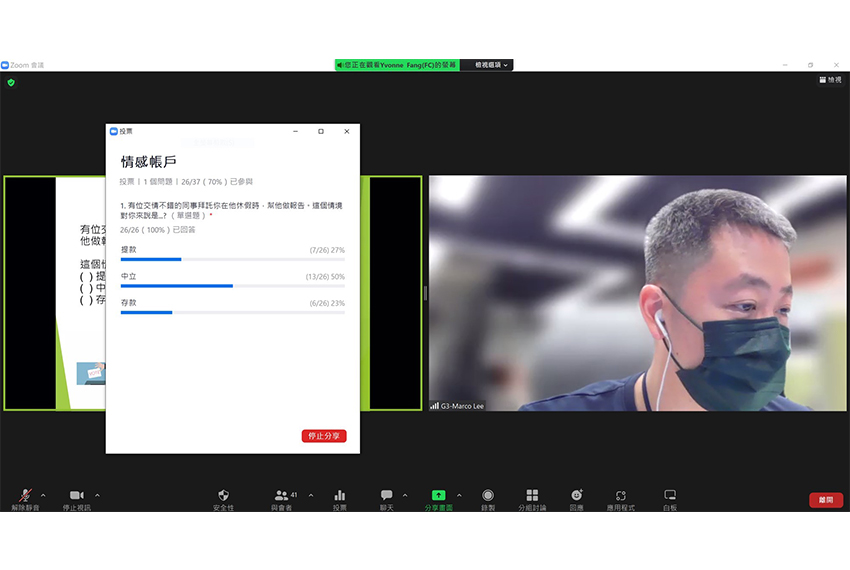 Zoom 會議
您正在觀看Yvonne Fang(FC)的螢幕
檢視選項
檢視
投票
情感帳戶
投票 | 1 個問題 | 26/37 ( 70% ) 已參與
1. 有位交情不錯的同事拜託你在他休假時，幫他做報告。這個情境
對你來說是...? （ 單選題 ） *
26/26 ( 100% ) 已回答
提款 (7/26) 27%
中立 (13/26) 50%
存款 (6/26) 23%
停止分享
有位交
他做報
這個情
( ) 提
( ) 中
( ) 存
G3-Marco Lee
解除靜音
停止視訊
安全性
41
與會者
投票
聊天
分享畫面
錄製
分組討論
回應
應用程式
白板
離開